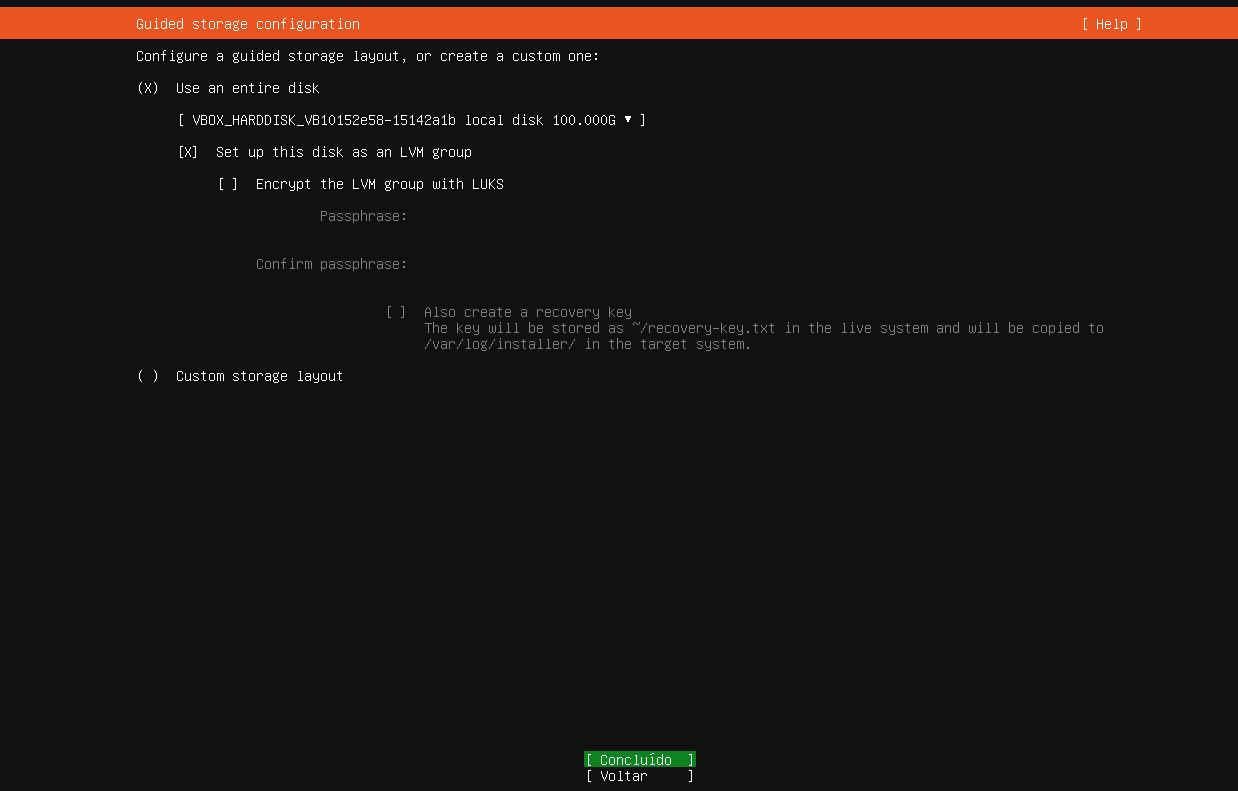 Guided storage configuration [ Help ]
Configure a guided storage layout, or create a custom one:
(X) Use an entire disk
[ VBOX_HARDDISK_VB10152e58-15142a1b local disk 100.000G ▾ ]
[X] Set up this disk as an LVM group
[ ] Encrypt the LVM group with LUKS
Passphrase:
Confirm passphrase:
[ ] Also create a recovery key
The key will be stored as ~/recovery-key.txt in the live system and will be copied to
/var/log/installer/ in the target system.
( ) Custom storage layout
[ Concluído ]
[ Voltar ]